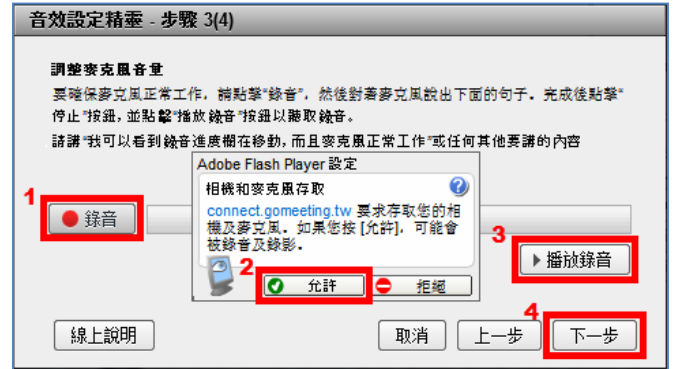 音效設定精靈 - 步驟 3(4)
調整麥克風音量
要確保麥克風正常工作, 請點擊"錄音", 然後對着麥克風說出下面的句子。完成後點擊"
停止"按鈕, 並點擊"播放錄音"按鈕以聽取錄音。
請講"我可以看到錄音進度欄在移動, 而且麥克風正常工作"或任何其他要講的內容
Adobe Flash Player 設定
相機和麥克風存取
connect.gomeeting.tw 要求存取您的相
機及麥克風。如果您按 [允許], 可能會
被錄音及錄影。
1
錄音
2
允許
拒絕
3
播放錄音
4
線上說明
取消
上一步
下一步